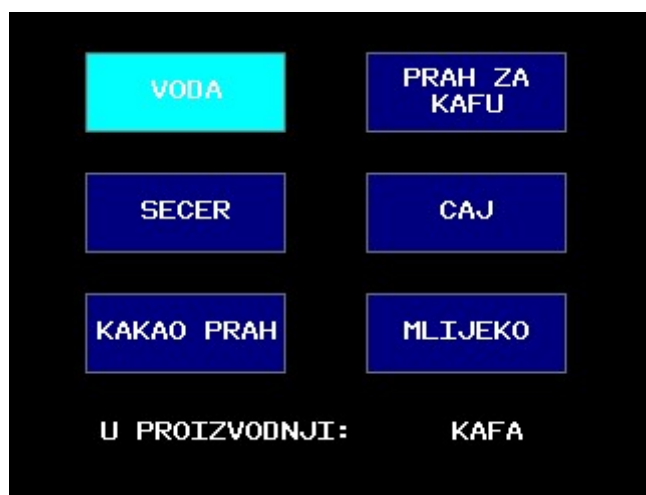 VODA
PRAH ZA
KAFU
SECER
CAJ
KAKAO PRAH
MLIJEKO
U PROIZVODNJI: KAFA